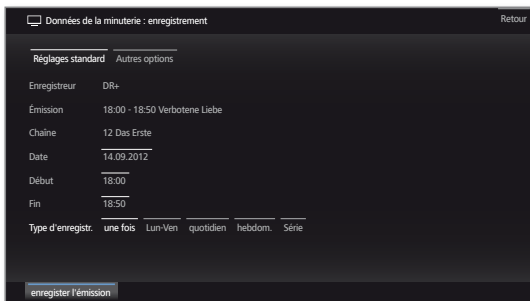 Données de la minuterie : enregistrement
Retour
Réglages standard Autres options
Enregistreur DR+
Émission 18:00 - 18:50 Verbotene Liebe
Chaîne 12 Das Erste
Date 14.09.2012
Début 18:00
Fin 18:50
Type d'enregistr. une fois Lun-Ven quotidien hebdom. Série
enregister l'émission